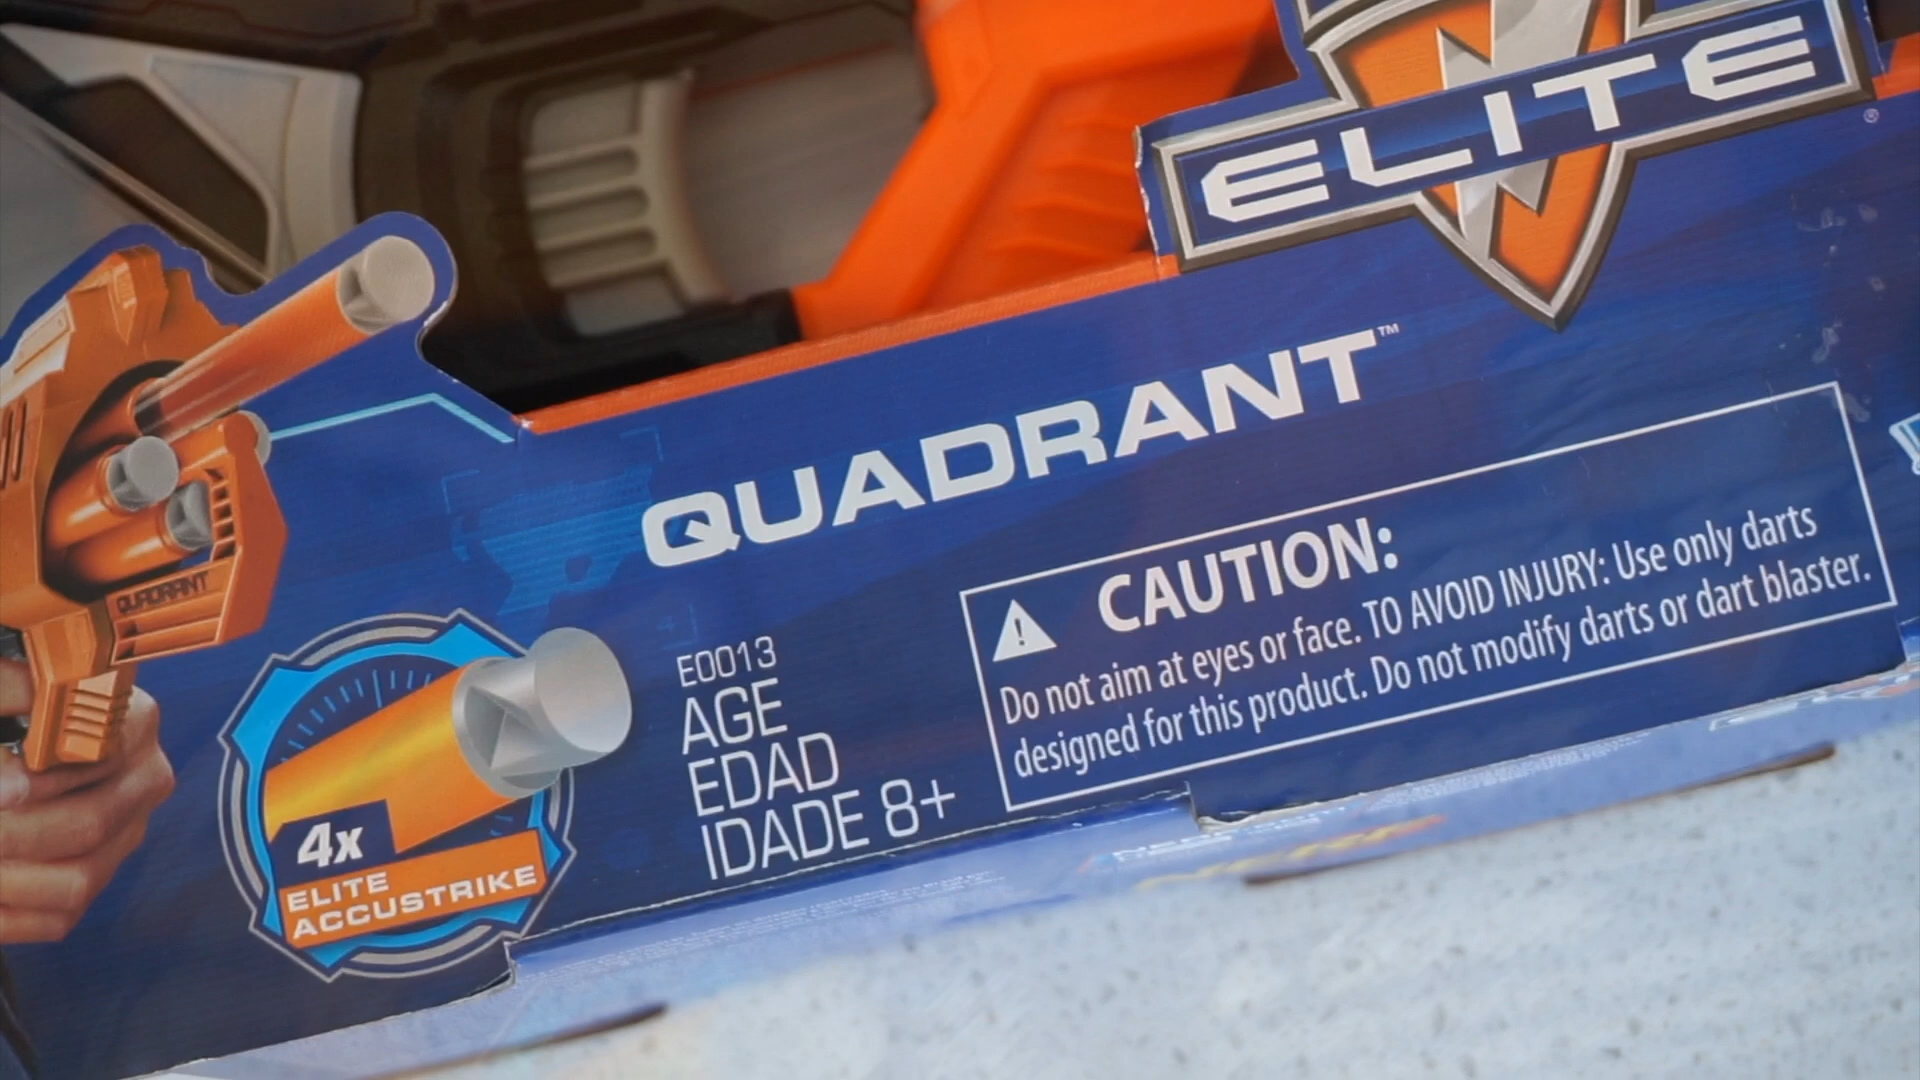 ELITE
®
QUADRANT™
QUADRANT
CAUTION:
Do not aim at eyes or face. TO AVOID INJURY: Use only darts
designed for this product. Do not modify darts or dart blaster.
E0013
AGE
EDAD
IDADE 8+
4x
ELITE
ACCUSTRIKE